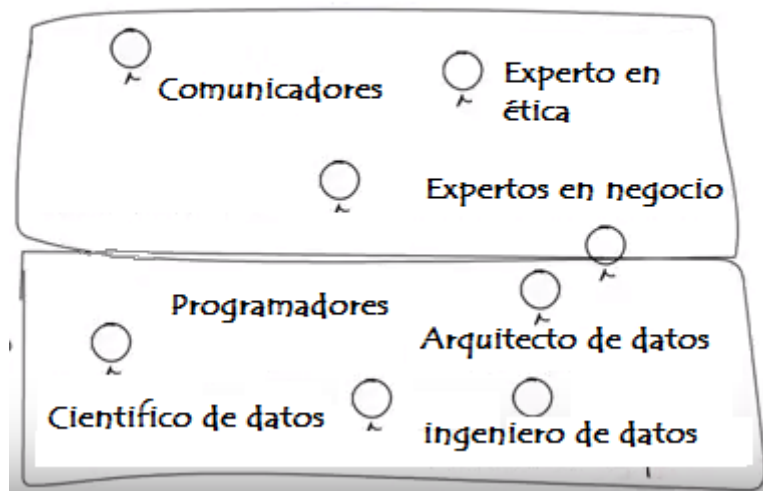 Comunicadores
Experto en
ética
Expertos en negocio
Programadores
Arquitecto de datos
Científico de datos
ingeniero de datos